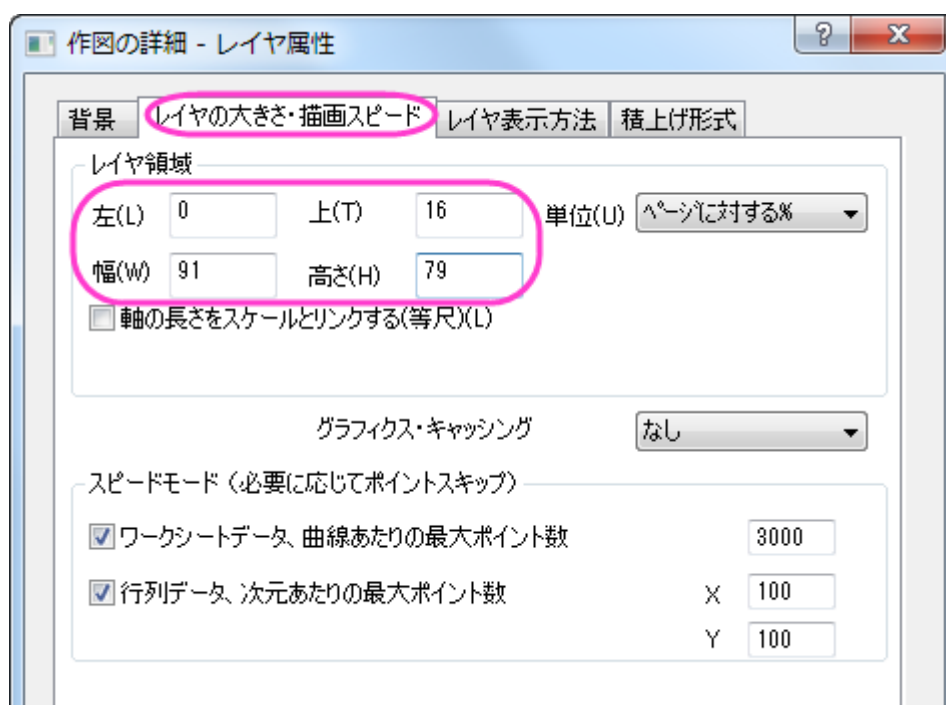 作図の詳細 - レイヤ属性
?
背景 レイヤの大きさ・描画スピード レイヤ表示方法 積上げ形式
レイヤ領域
左(L) 0 上(T) 16 単位(U) ページに対する%
幅(W) 91 高さ(H) 79
軸の長さをスケールとリンクする(等尺)(L)
グラフィクス・キャッシング なし
スピードモード(必要に応じてポイントスキップ)
ワークシートデータ、曲線あたりの最大ポイント数 3000
行列データ、次元あたりの最大ポイント数 X 100
Y 100